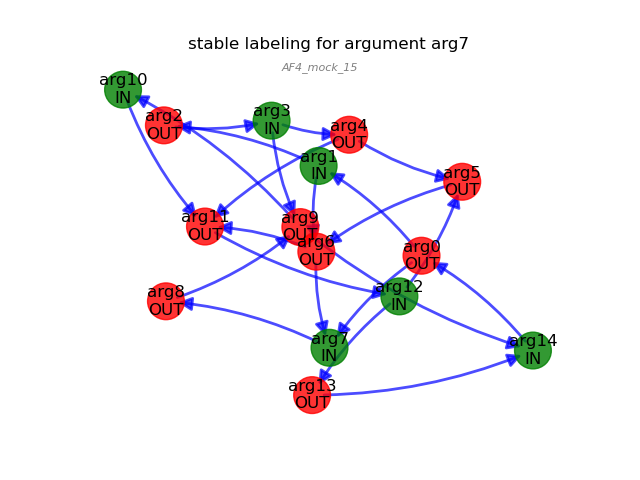 stable labeling for argument arg7
AF4_mock_15
arg10
IN
arg2
OUT
arg3
IN
arg4
OUT
arg1
IN
arg5
OUT
arg11
OUT
arg9
OUT
arg6
OUT
arg0
OUT
arg8
OUT
arg12
IN
arg7
IN
arg14
IN
arg13
OUT